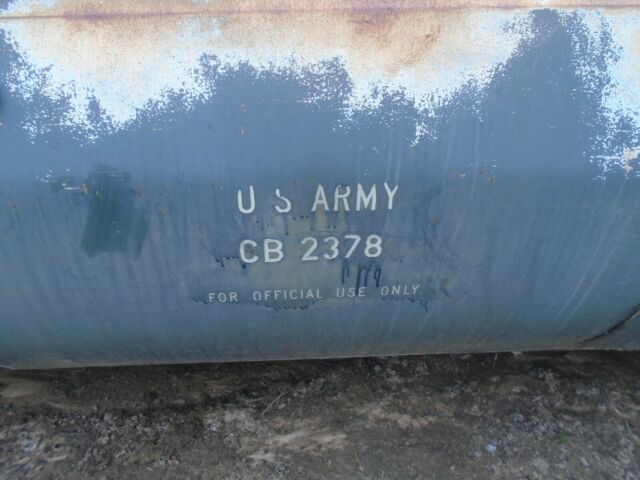 U S ARMY
CB 2378
FOR OFFICIAL USE ONLY